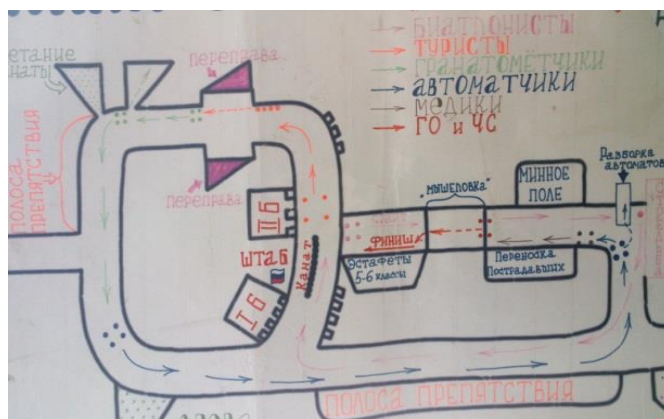 БИАТЛОНИСТЫ
ТУРИСТЫ
ГРАНАТОМЁТЧИКИ
АВТОМАТЧИКИ
МЕДИКИ
ГО и ЧС
ПЕРЕПРАВА
ПОЛОСА
ПРЕПЯТСТВИЯ
ПЕРЕПРАВА
„МЫШЕЛОВКА"
МИННОЕ
ПОЛЕ
РАЗБОРКА
АВТОМАТОВ
II Б
ШТАБ
I Б
Канат
ФИНИШ
ЭСТАФЕТЫ
5-6 классы
Переноска
Пострадавших
ПОЛОСА ПРЕПЯТСТВИЯ